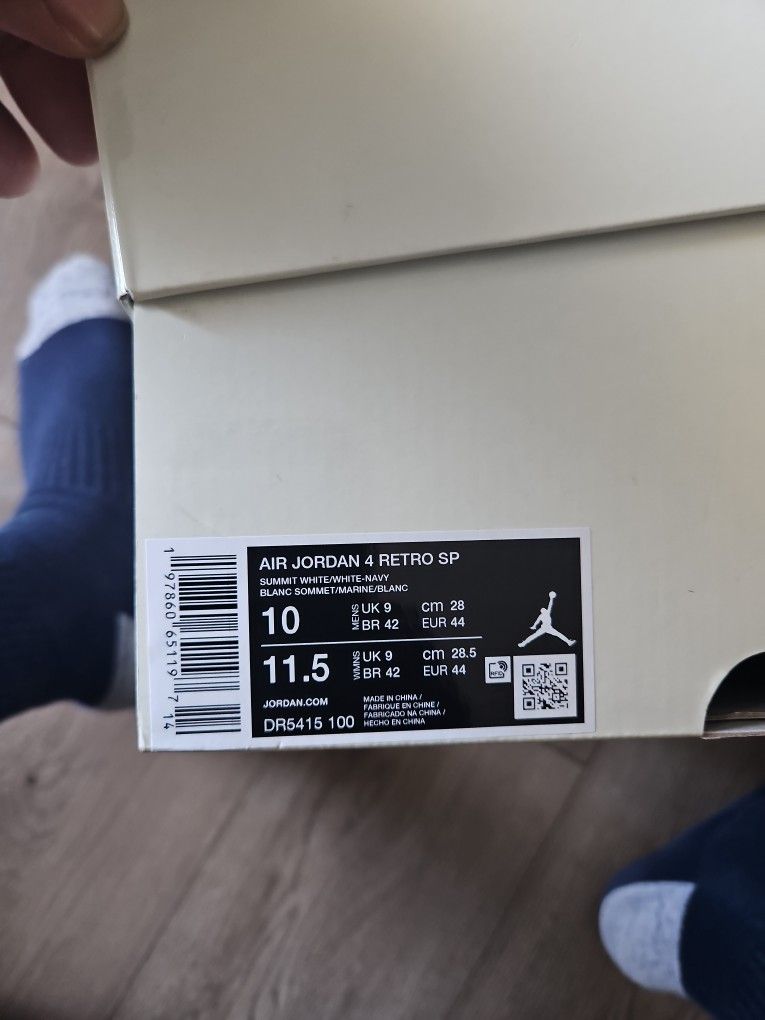 1 97860 65119 7 14
AIR JORDAN 4 RETRO SP
SUMMIT WHITE/WHITE-NAVY
BLANC SOMMET/MARINE/BLANC
10 MENS UK 9 cm 28
BR 42 EUR 44
11.5 WMNS UK 9 cm 28.5
BR 42 EUR 44
RFID
JORDAN.COM
DR5415 100
MADE IN CHINA /
FABRIQUE EN CHINE /
FABRICADO NA CHINA /
HECHO EN CHINA